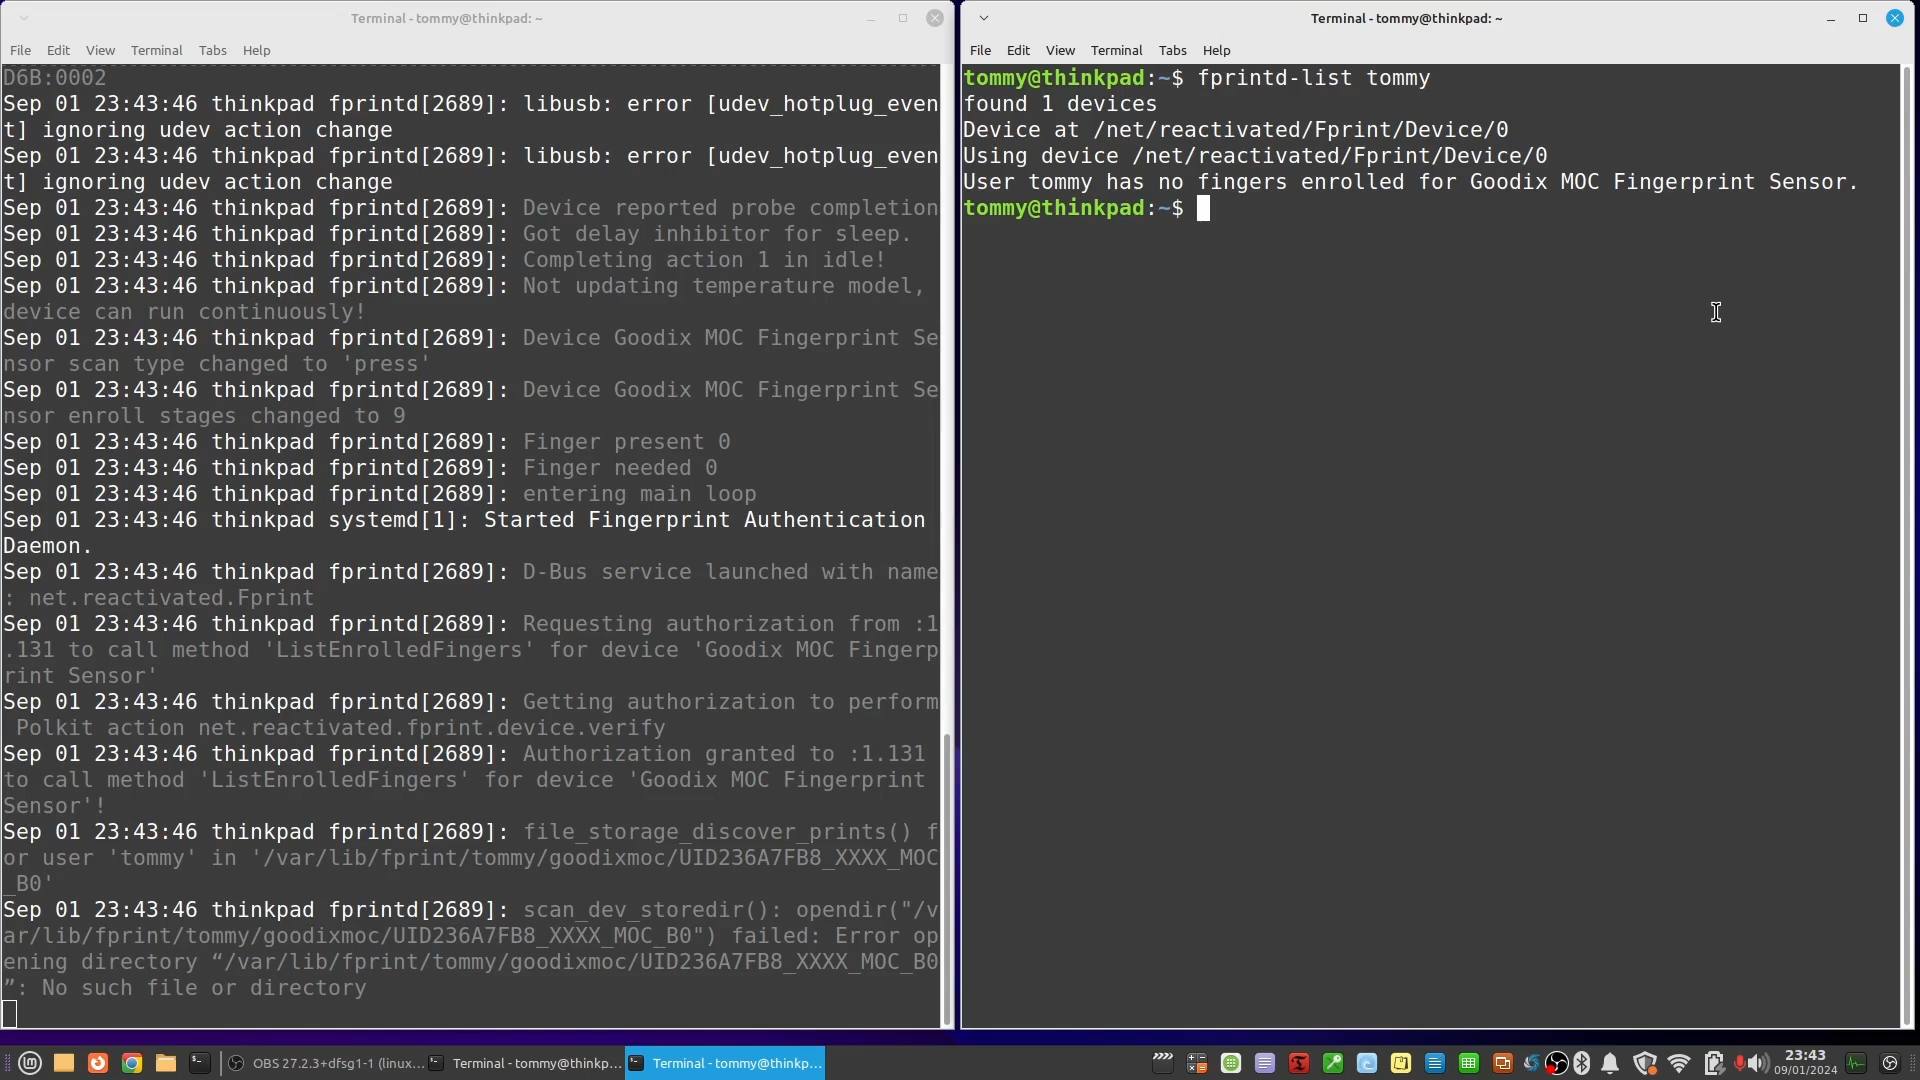 Terminal - tommy@thinkpad: ~
File Edit View Terminal Tabs Help
D6B:0002
Sep 01 23:43:46 thinkpad fprintd[2689]: libusb: error [udev_hotplug_even
t] ignoring udev action change
Sep 01 23:43:46 thinkpad fprintd[2689]: libusb: error [udev_hotplug_even
t] ignoring udev action change
Sep 01 23:43:46 thinkpad fprintd[2689]: Device reported probe completion
Sep 01 23:43:46 thinkpad fprintd[2689]: Got delay inhibitor for sleep.
Sep 01 23:43:46 thinkpad fprintd[2689]: Completing action 1 in idle!
Sep 01 23:43:46 thinkpad fprintd[2689]: Not updating temperature model,
device can run continuously!
Sep 01 23:43:46 thinkpad fprintd[2689]: Device Goodix MOC Fingerprint Se
nsor scan type changed to 'press'
Sep 01 23:43:46 thinkpad fprintd[2689]: Device Goodix MOC Fingerprint Se
nsor enroll stages changed to 9
Sep 01 23:43:46 thinkpad fprintd[2689]: Finger present 0
Sep 01 23:43:46 thinkpad fprintd[2689]: Finger needed 0
Sep 01 23:43:46 thinkpad fprintd[2689]: entering main loop
Sep 01 23:43:46 thinkpad systemd[1]: Started Fingerprint Authentication
Daemon.
Sep 01 23:43:46 thinkpad fprintd[2689]: D-Bus service launched with name
: net.reactivated.Fprint
Sep 01 23:43:46 thinkpad fprintd[2689]: Requesting authorization from :1
.131 to call method 'ListEnrolledFingers' for device 'Goodix MOC Fingerp
rint Sensor'
Sep 01 23:43:46 thinkpad fprintd[2689]: Getting authorization to perform
 Polkit action net.reactivated.fprint.device.verify
Sep 01 23:43:46 thinkpad fprintd[2689]: Authorization granted to :1.131
to call method 'ListEnrolledFingers' for device 'Goodix MOC Fingerprint
Sensor'!
Sep 01 23:43:46 thinkpad fprintd[2689]: file_storage_discover_prints() f
or user 'tommy' in '/var/lib/fprint/tommy/goodixmoc/UID236A7FB8_XXXX_MOC
_B0'
Sep 01 23:43:46 thinkpad fprintd[2689]: scan_dev_storedir(): opendir("/v
ar/lib/fprint/tommy/goodixmoc/UID236A7FB8_XXXX_MOC_B0") failed: Error op
ening directory “/var/lib/fprint/tommy/goodixmoc/UID236A7FB8_XXXX_MOC_B0
”: No such file or directory
Terminal - tommy@thinkpad: ~
File Edit View Terminal Tabs Help
tommy@thinkpad:~$ fprintd-list tommy
found 1 devices
Device at /net/reactivated/Fprint/Device/0
Using device /net/reactivated/Fprint/Device/0
User tommy has no fingers enrolled for Goodix MOC Fingerprint Sensor.
tommy@thinkpad:~$
OBS 27.2.3+dfsg1-1 (linux... Terminal - tommy@thinkp... Terminal - tommy@thinkp...
23:43
09/01/2024